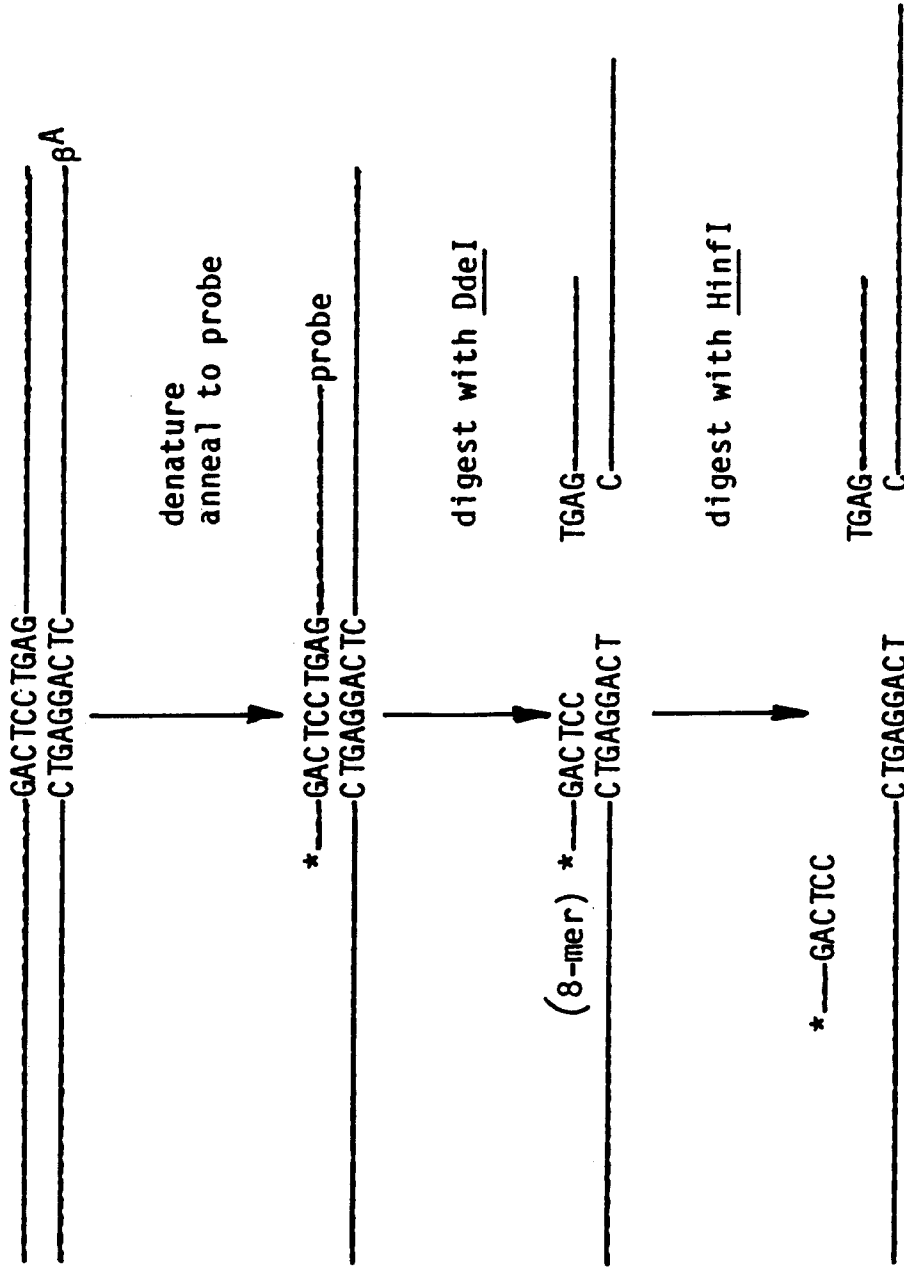 GACTCCTGAG
CTGAGGACTC βA
denature
anneal to probe
* GACTCCTGAG probe
CTGAGGACTC
digest with DdeI
(8-mer) * GACTCC TGAG
CTGAGGACT C
digest with HinfI
* GACTCC TGAG
CTGAGGACT C